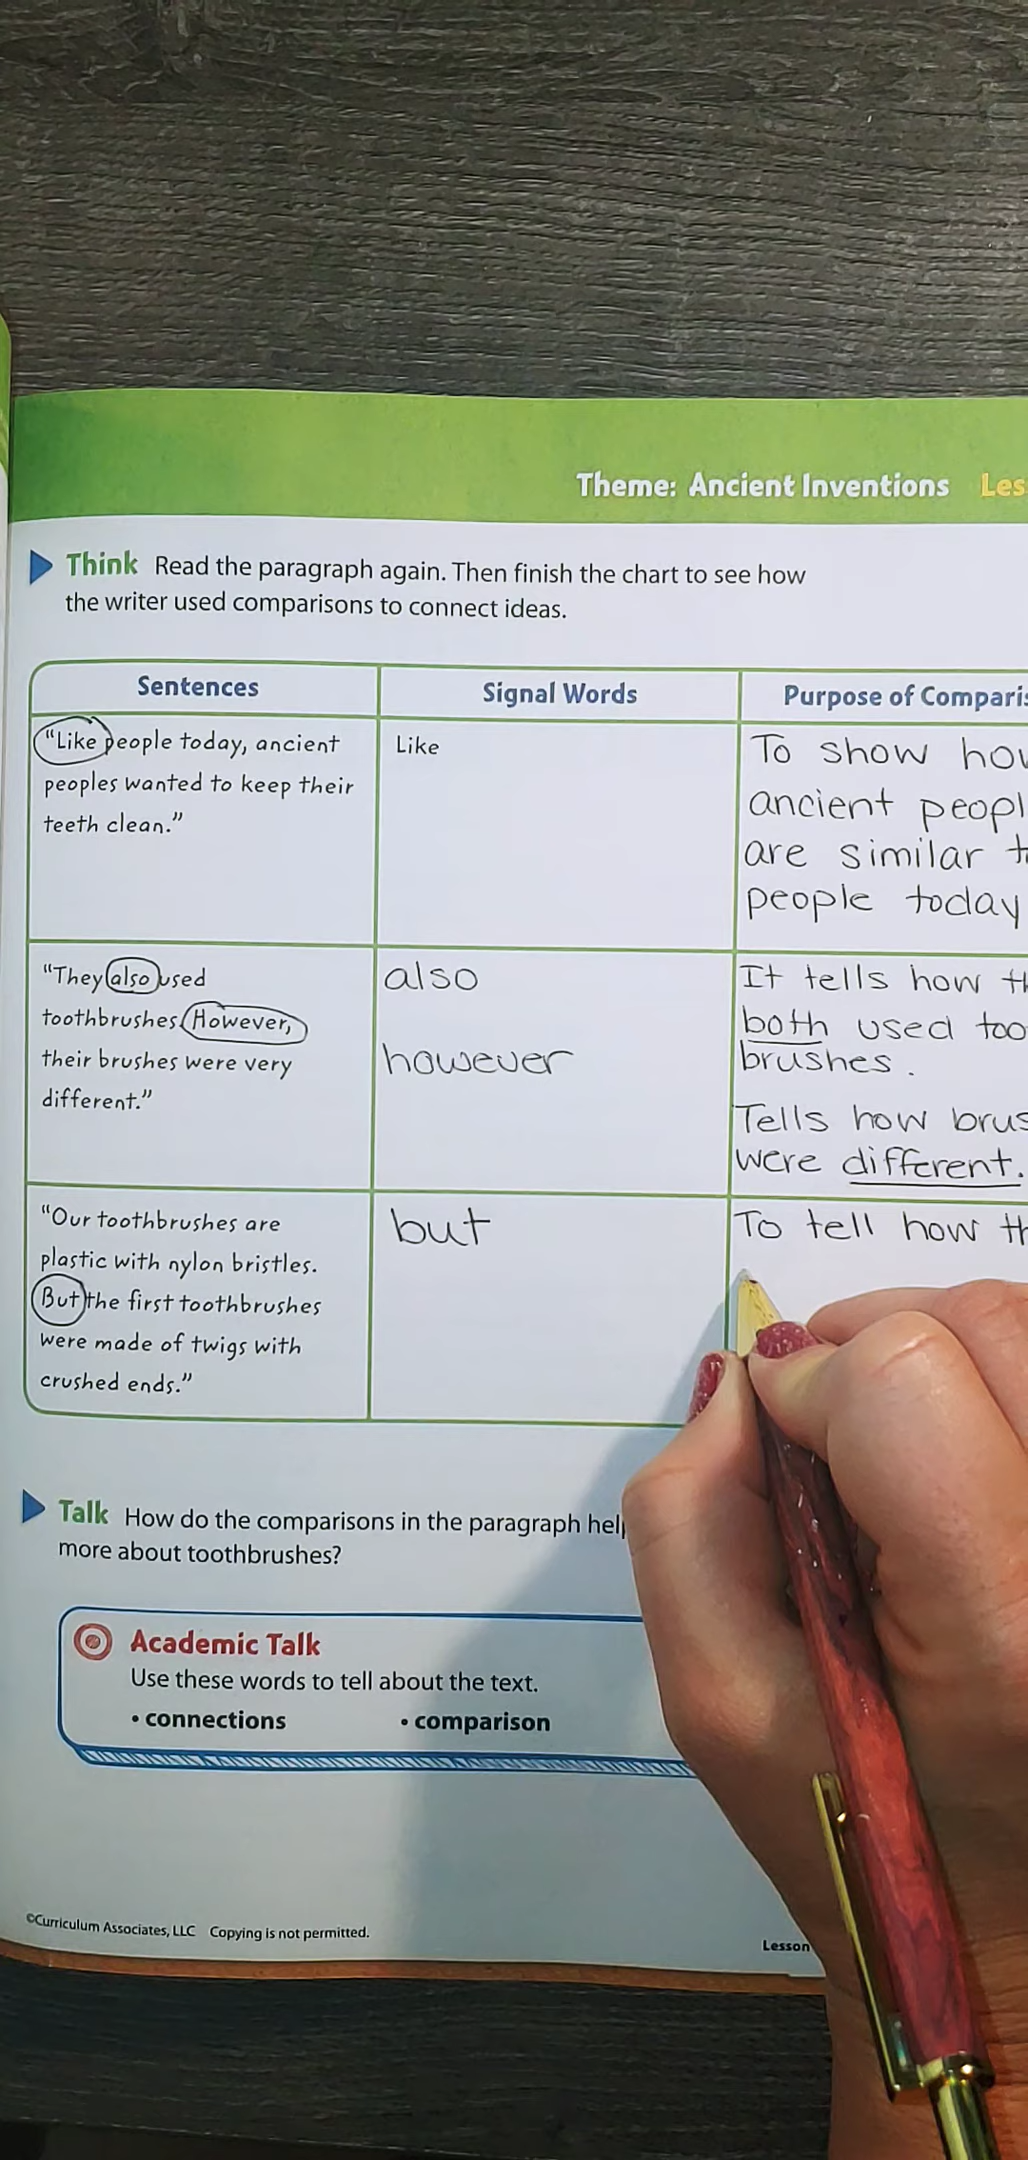 Theme: Ancient Inventions
Think Read the paragraph again. Then finish the chart to see how
the writer used comparisons to connect ideas.
Sentences
Signal Words
Purpose of
"Like people today, ancient
peoples wanted to keep their
teeth clean."
Like
To show
ancient
are similar
people today
"They also used
toothbrushes. However,
their brushes were very
different."
also
however
It tells how
both used
brushes.
Tells how
were different.
"Our toothbrushes are
plastic with nylon bristles.
But the first toothbrushes
were made of twigs with
crushed ends."
but
To tell how
Talk How do the comparisons in the paragraph
more about toothbrushes?
Academic Talk
Use these words to tell about the text.
• connections
• comparison
©Curriculum Associates, LLC Copying is not permitted.
Lesson